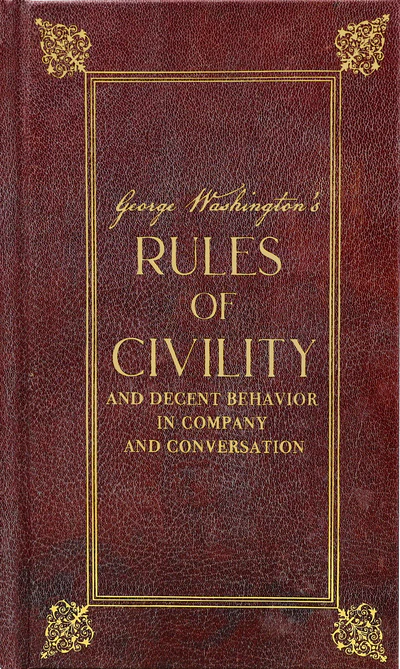 George Washington's
RULES
OF
CIVILITY
AND DECENT BEHAVIOR
IN COMPANY
AND CONVERSATION